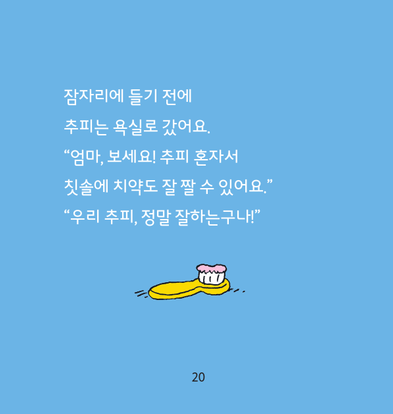 잠자리에 들기 전에
추피는 욕실로 갔어요.
“엄마, 보세요! 추피 혼자서
칫솔에 치약도 잘 짤 수 있어요.”
“우리 추피, 정말 잘하는구나!”
20